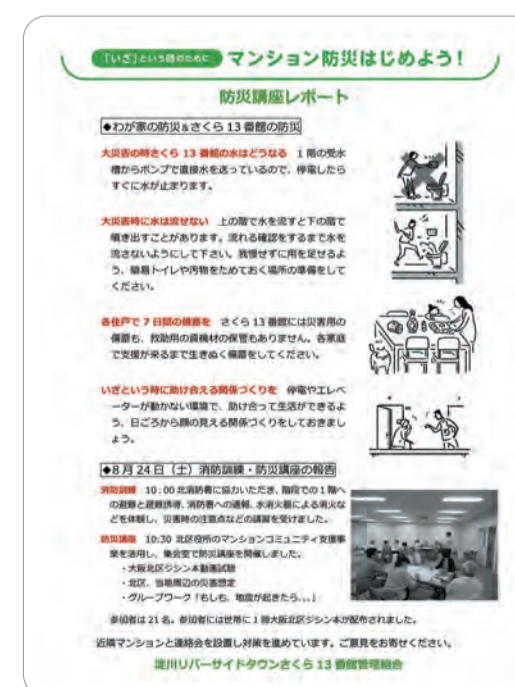 「いざ」という時のために マンション防災はじめよう!
防災講座レポート
◆わが家の防災&さくら13番館の防災
大災害の時さくら 13 番館の水はどうなる 1 階の受水
槽からポンプで直接水を送っているので、停電したら
すぐに水が止まります。
大災害時に水は流せない 上の階で水を流すと下の階で
噴き出すことがあります。流れる確認をするまで水を
流さないようにして下さい。我慢せずに用を足せるよ
う、簡易トイレや汚物をためておく場所の準備をして
ください。
各住戸で 7 日間の備蓄を さくら 13 番館には災害用の
備蓄も、救助用の資機材の保管もありません。各家庭
で支援が来るまで生きぬく備蓄をしてください。
いざという時に助け合える関係づくりを 停電やエレベ
ーターが動かない環境で、助け合って生活ができるよ
う、日ごろから顔の見える関係づくりをしておきまし
ょう。
◆8月24日(土)消防訓練・防災講座の報告
消防訓練 10:00 北消防署に協力いただき、階段での1階へ
の避難と避難誘導、消防署への通報、水消火器による消火な
どを体験し、災害時の注意点などの講習を受けました。
防災講座 10:30 北区役所のマンションコミュニティ支援事
業を活用し、集会室で防災講座を開催しました。
・大阪北区ジシン本動画試験
・北区、当地周辺の災害想定
・グループワーク「もしも、地震が起きたら...」
参加者は 21 名。参加者には世帯に 1 冊大阪北区ジシン本が配布されました。
近隣マンションと連絡会を設置し対策を進めています。ご意見をお寄せください。
淀川リバーサイドタウンさくら 13 番館管理組合